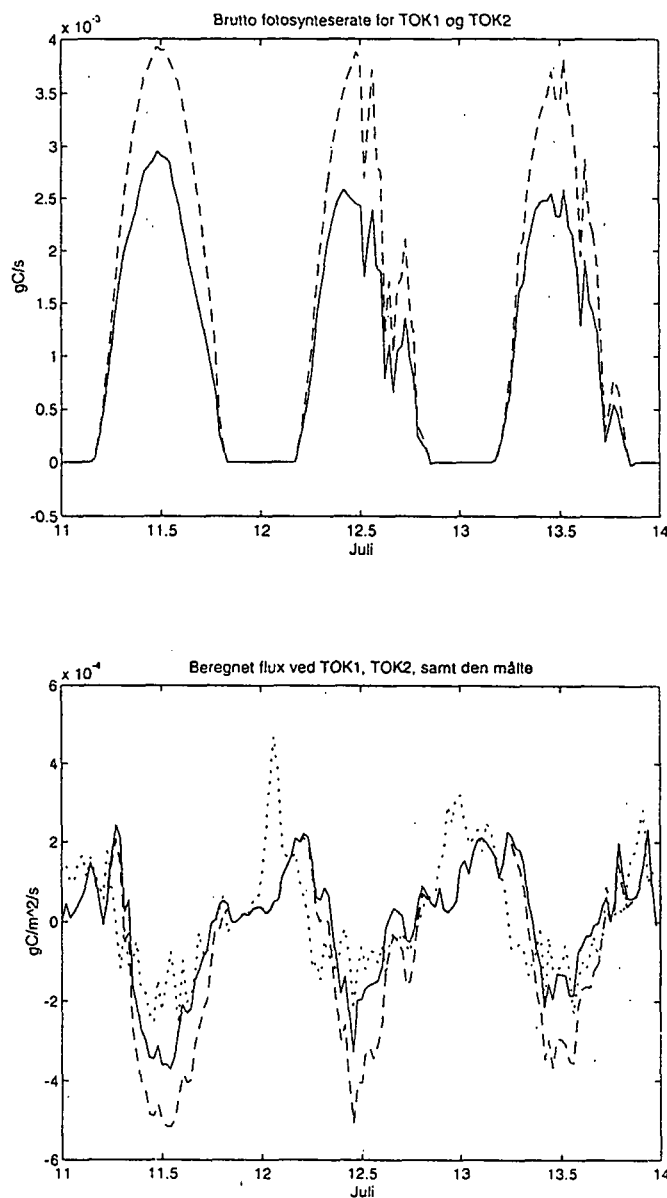 Brutto fotosynteserate for TOK1 og TOK2
x 10⁻³
4
3.5
3
2.5
2
1.5
1
0.5
0
-0.5
gC/s
11 11.5 12 12.5 13 13.5 14
Juli
Beregnet flux ved TOK1, TOK2, samt den målte
x 10⁻⁴
6
4
2
0
-2
-4
-6
gC/m^2/s
11 11.5 12 12.5 13 13.5 14
Juli